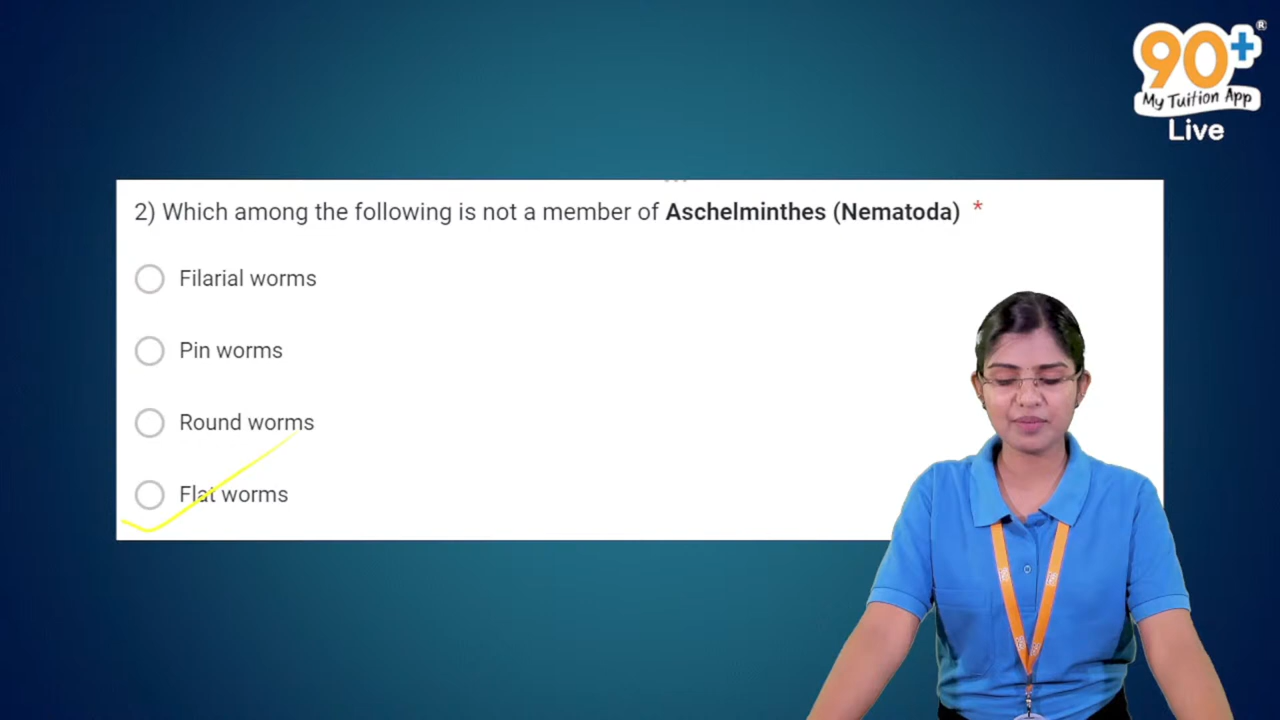 90+
®
My Tuition App
Live
2) Which among the following is not a member of Aschelminthes (Nematoda) *
Filarial worms
Pin worms
Round worms
Flat worms